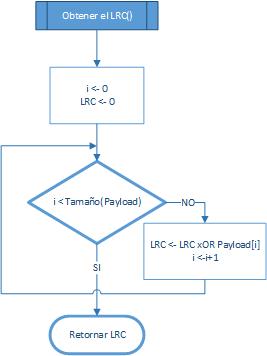 Obtener el LRC()
i <- 0
LRC <- 0
i < Tamaño(Payload)
NO
LRC <- LRC xOR Payload[i]
i <-i+1
SI
Retornar LRC